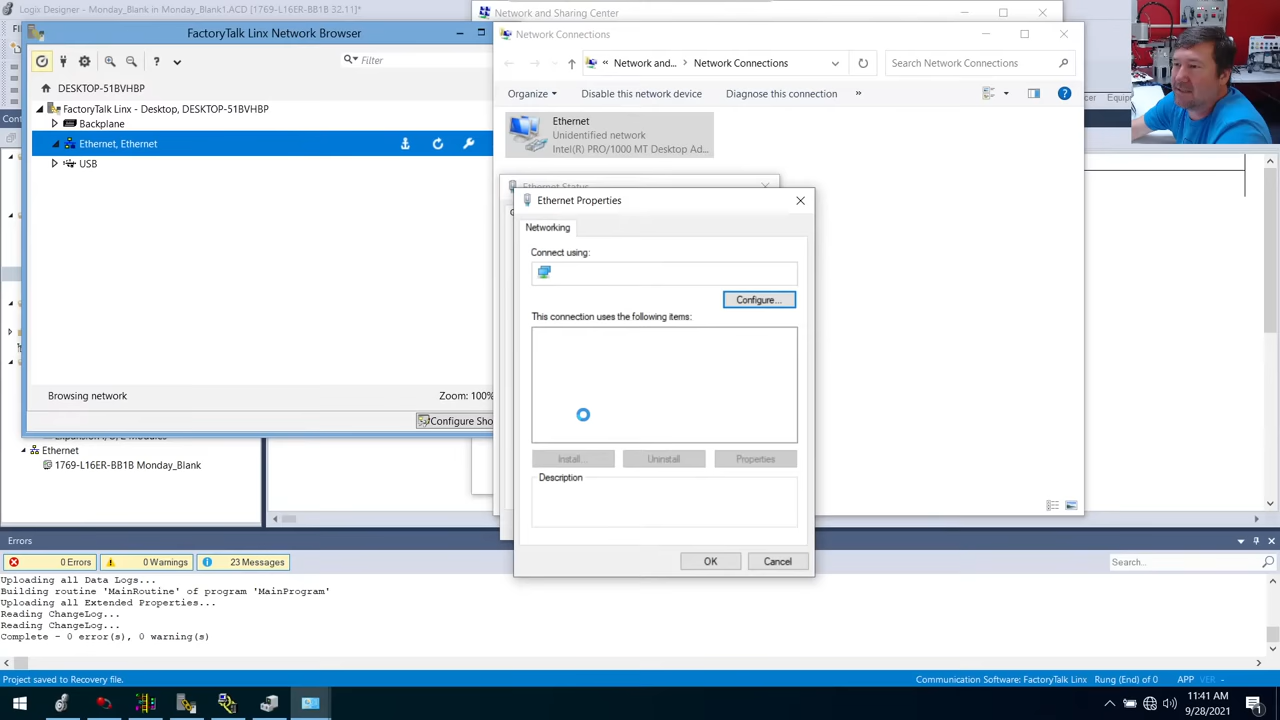 Logix Designer - Monday_Blank in Monday_Blank1.ACD [1769-L16ER-BB1B 32.11]*
FactoryTalk Linx Network Browser
Filter
DESKTOP-51BVHBP
FactoryTalk Linx - Desktop, DESKTOP-51BVHBP
Backplane
Ethernet, Ethernet
USB
Browsing network
Zoom: 100%
Configure Sho
Ethernet
1769-L16ER-BB1B Monday_Blank
Network and Sharing Center
Network Connections
« Network and... > Network Connections
Search Network Connections
Organize
Disable this network device
Diagnose this connection
»
Ethernet
Unidentified network
Intel(R) PRO/1000 MT Desktop Ad...
Ethernet Status
Ethernet Properties
Networking
Connect using:
Configure...
This connection uses the following items:
Install...
Uninstall
Properties
Description
OK
Cancel
Errors
0 Errors
0 Warnings
23 Messages
Search...
Uploading all Data Logs...
Building routine 'MainRoutine' of program 'MainProgram'
Uploading all Extended Properties...
Reading ChangeLog...
Reading ChangeLog...
Complete - 0 error(s), 0 warning(s)
Project saved to Recovery file.
Communication Software: FactoryTalk Linx
Rung (End) of 0
APP
VER
-
11:41 AM
9/28/2021
1